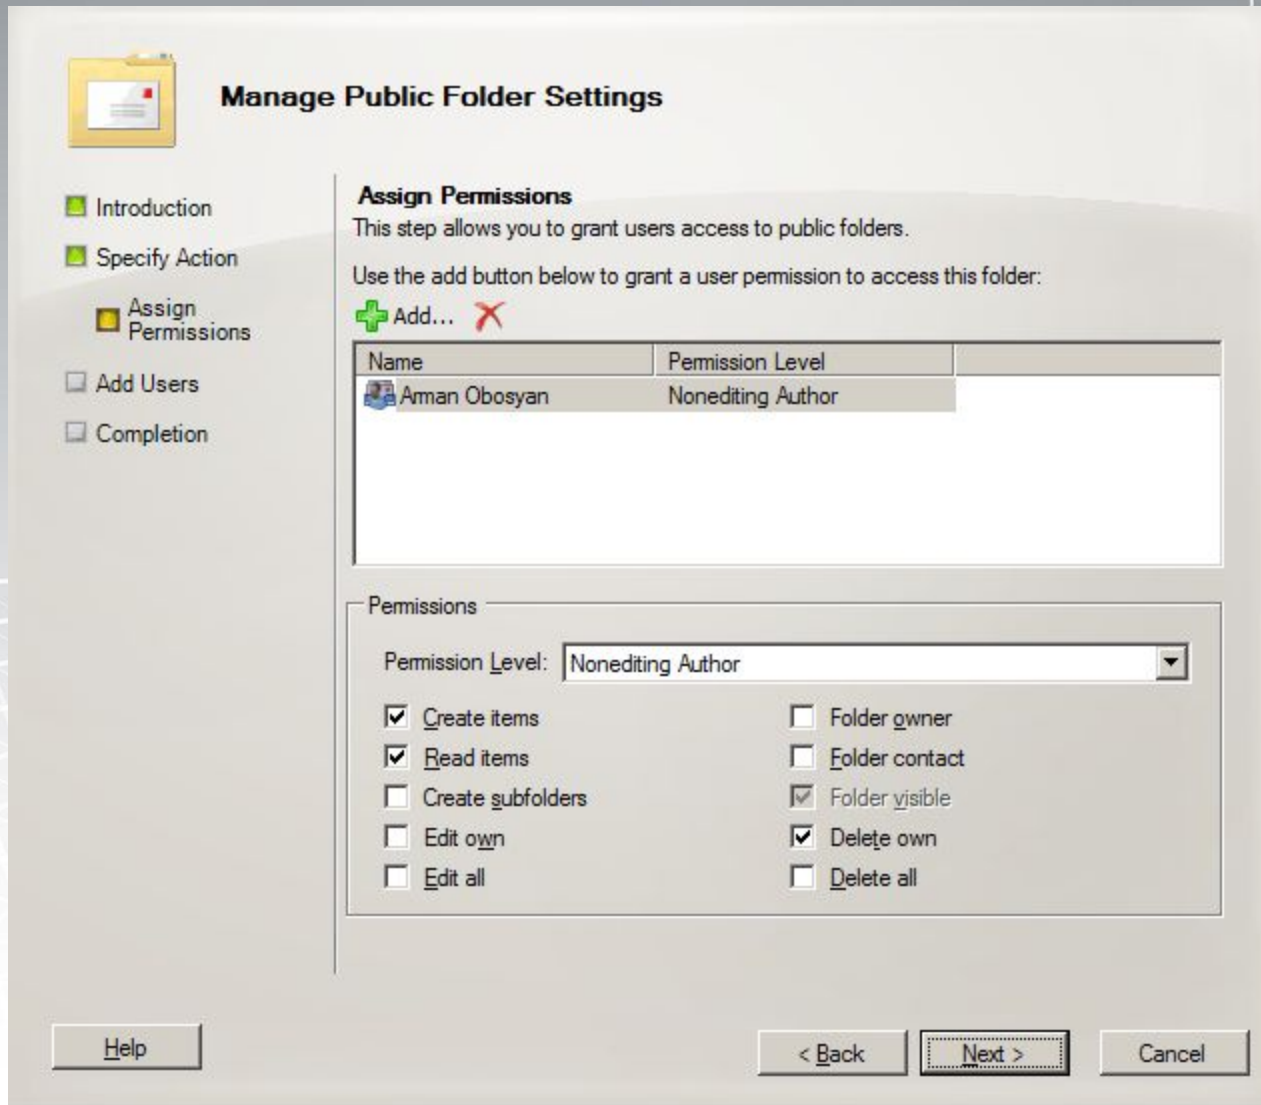 Manage Public Folder Settings
Introduction
Specify Action
Assign
Permissions
Add Users
Completion
Assign Permissions
This step allows you to grant users access to public folders.
Use the add button below to grant a user permission to access this folder:
Add...
Name Permission Level
Arman Obosyan Nonediting Author
Permissions
Permission Level: Nonediting Author
Create items Folder owner
Read items Folder contact
Create subfolders Folder visible
Edit own Delete own
Edit all Delete all
Help < Back Next > Cancel